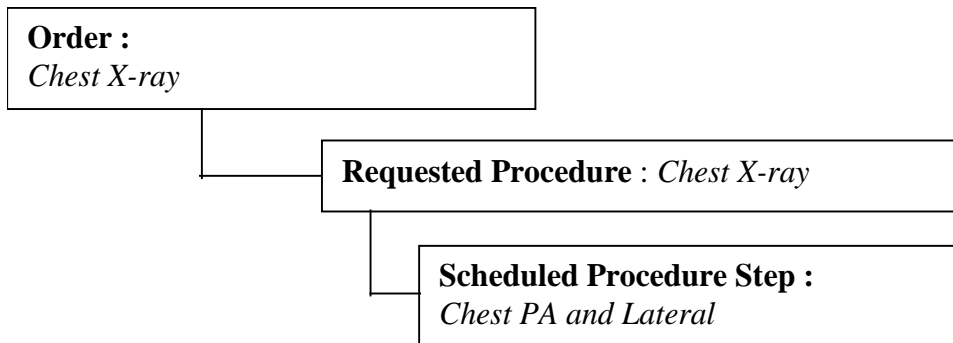 Order :
Chest X-ray
Requested Procedure : Chest X-ray
Scheduled Procedure Step :
Chest PA and Lateral